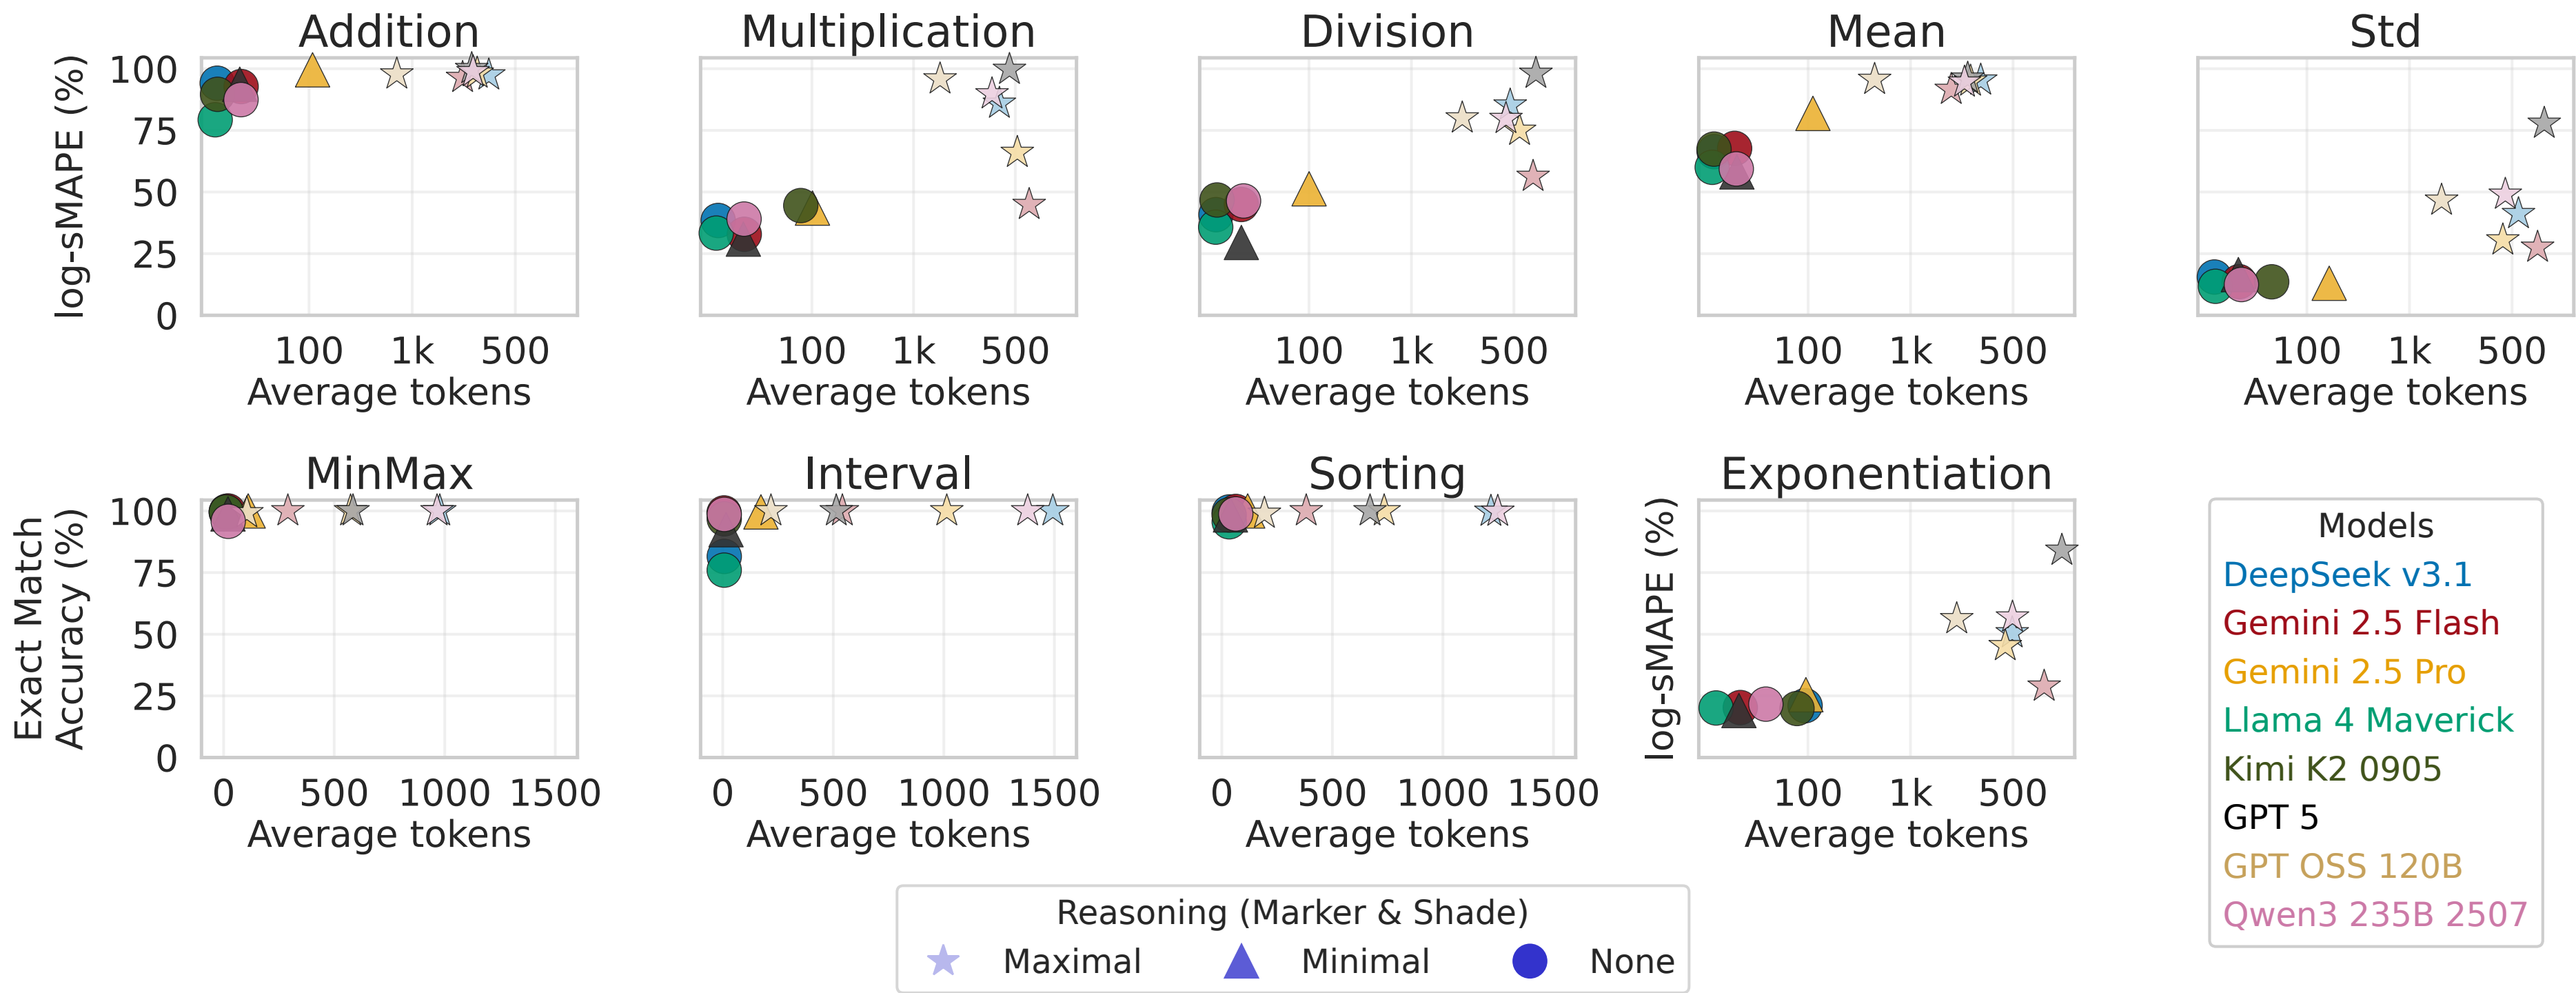 Addition
Multiplication
Division
Mean
Std
log-sMAPE (%)
100
75
50
25
0
100 1k 500
100 1k 500
100 1k 500
100 1k 500
100 1k 500
Average tokens
Average tokens
Average tokens
Average tokens
Average tokens
MinMax
Interval
Sorting
Exponentiation
Exact Match
Accuracy (%)
100
75
50
25
0
log-sMAPE (%)
0 500 1000 1500
0 500 1000 1500
0 500 1000 1500
100 1k 500
Average tokens
Average tokens
Average tokens
Average tokens
Models
DeepSeek v3.1
Gemini 2.5 Flash
Gemini 2.5 Pro
Llama 4 Maverick
Kimi K2 0905
GPT 5
GPT OSS 120B
Qwen3 235B 2507
Reasoning (Marker & Shade)
Maximal Minimal None